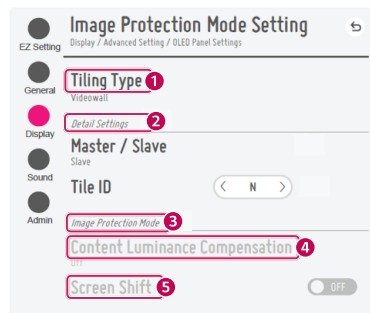 Image Protection Mode Setting
Display / Advanced Setting / OLED Panel Settings
EZ Setting
General
Display
Sound
Admin
Tiling Type 1
Videowall
Detail Settings 2
Master / Slave
Slave
Tile ID
< N >
Image Protection Mode 3
Content Luminance Compensation 4
Off
Screen Shift 5
OFF